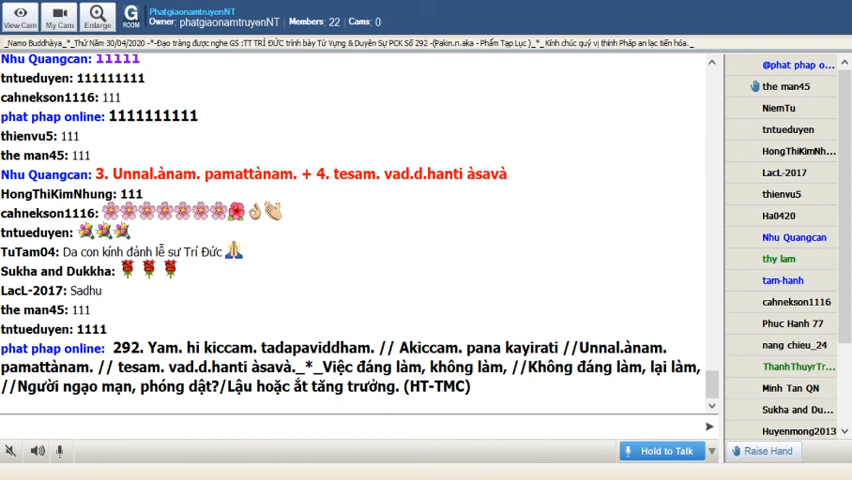 View Cam My Cam Enlarge G ROOM PhatgiaonamtruyenNT
Owner: phatgiaonamtruyenNT Members: 22 Cams: 0
_Namo Buddhàya_*_Thứ Năm 30/04/2020 -*-Đạo tràng được nghe GS :TT TRÍ ĐỨC trình bày Từ Vựng & Duyên Sự PCK Số 292 -(Pakin.n.aka - Phẩm Tạp Lục )_*_ Kính chúc quý vị thính Pháp an lạc tiến hóa._
Nhu Quangcan: 11111
tntueduyen: 111111111
cahnekson1116: 111
phat phap online: 1111111111
thienvu5: 111
the man45: 111
Nhu Quangcan: 3. Unnal.ànam. pamattànam. + 4. tesam. vad.d.hanti àsavà
HongThiKimNhung: 111
cahnekson1116: 🌸🌸🌸🌸🌸🌸🌺👌👏
tntueduyen: 💐💐💐
TuTam04: Da con kính đảnh lễ sư Trí Đức 🙏
Sukha and Dukkha: 🌹 🌹 🌹
LacL-2017: Sadhu
the man45: 111
tntueduyen: 1111
phat phap online: 292. Yam. hi kiccam. tadapaviddham. // Akiccam. pana kayirati //Unnal.ànam.
pamattànam. // tesam. vad.d.hanti àsavà._*_Việc đáng làm, không làm, //Không đáng làm, lại làm,
//Người ngạo mạn, phóng dật?/Lậu hoặc ắt tăng trưởng. (HT-TMC)
@phat phap o...
the man45
NiemTu
tntueduyen
HongThiKimNh...
LacL-2017
thienvu5
Ha0420
Nhu Quangcan
thy lam
tam-hanh
cahnekson1116
Phuc Hanh 77
nang chieu_24
ThanhThuyrTr...
Minh Tan QN
Sukha and Du...
Huyenmong2013
Hold to Talk
Raise Hand